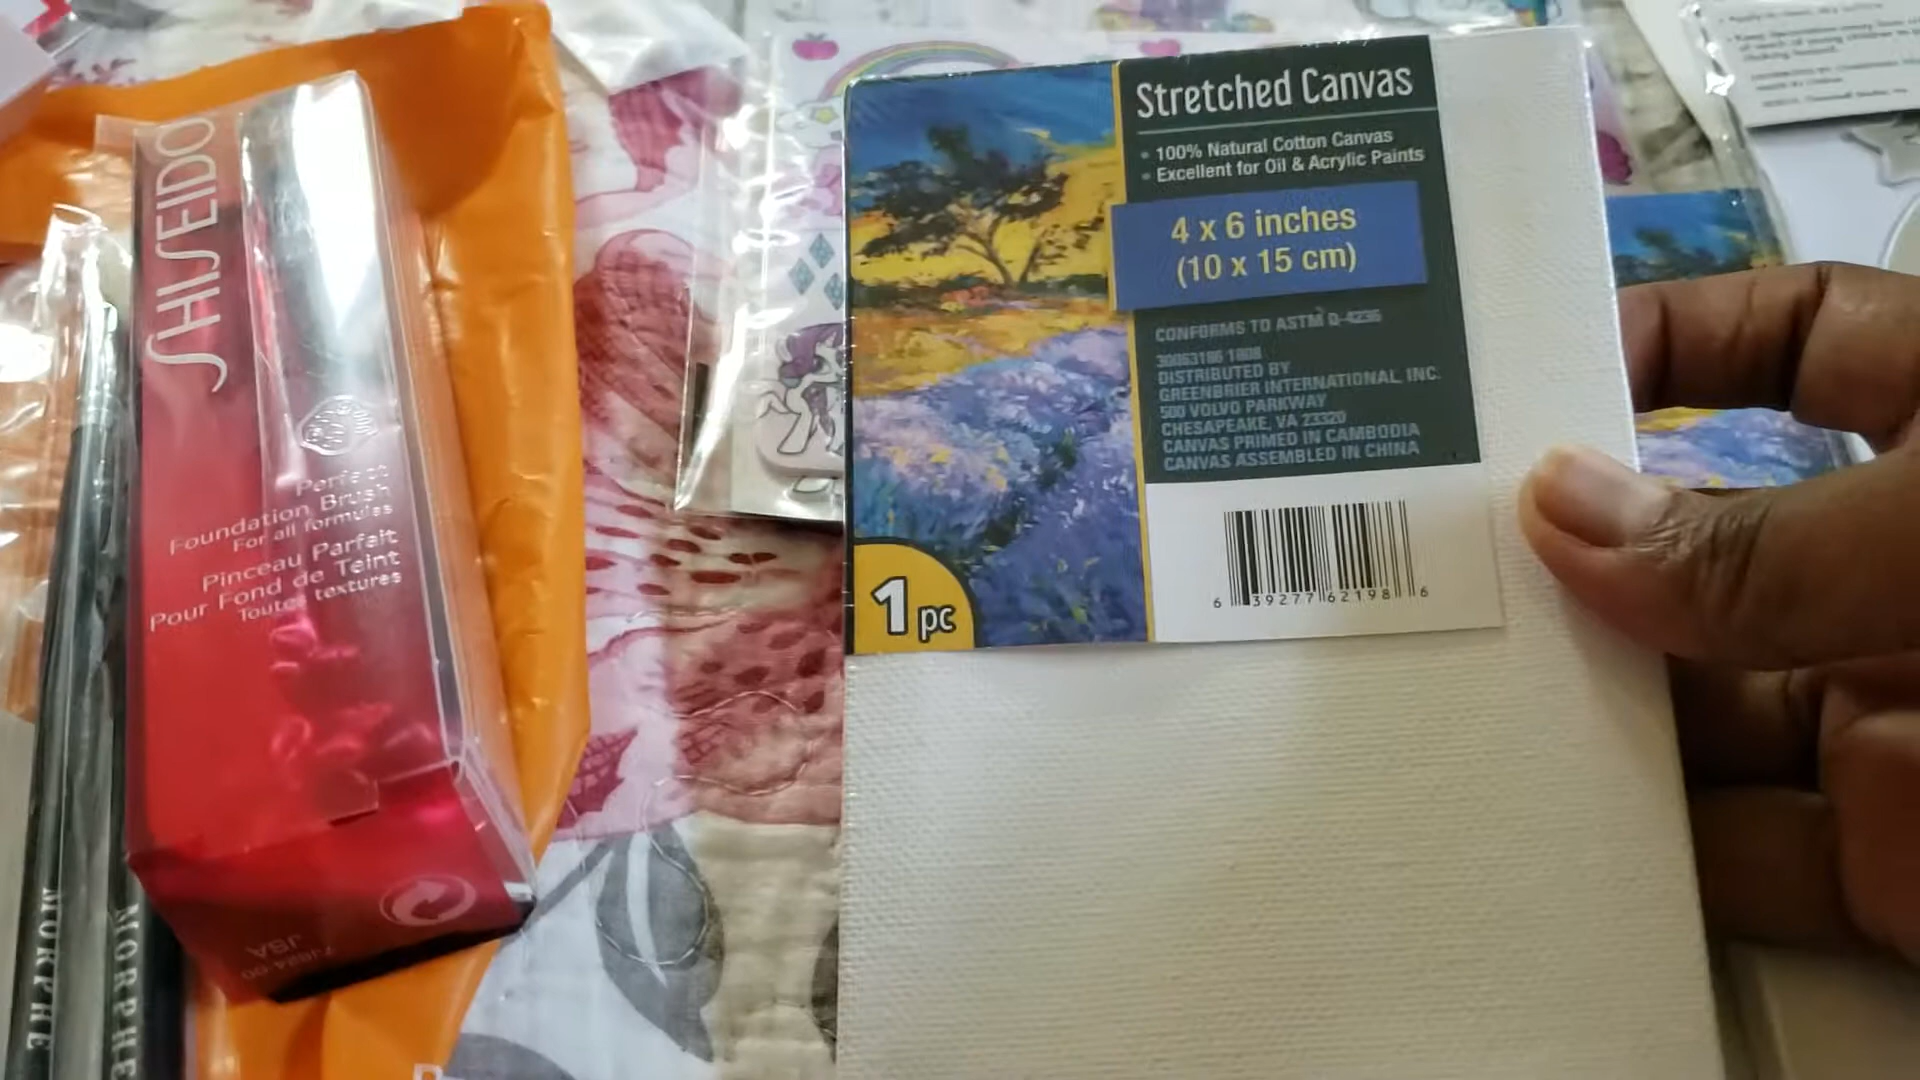 SHISEIDO
Perfect
Foundation Brush
For all formules
Pinceau Parfait
Pour Fond de Teint
Toutes textures
MORPHE
MORPHE
Stretched Canvas
• 100% Natural Cotton Canvas
• Excellent for Oil & Acrylic Paints
4 x 6 inches
(10 x 15 cm)
CONFORMS TO ASTM D-4236
30063186 1808
DISTRIBUTED BY
GREENBRIER INTERNATIONAL, INC.
500 VOLVO PARKWAY
CHESAPEAKE, VA 23320
CANVAS PRIMED IN CAMBODIA
CANVAS ASSEMBLED IN CHINA
6 39277 62198 6
1 pc